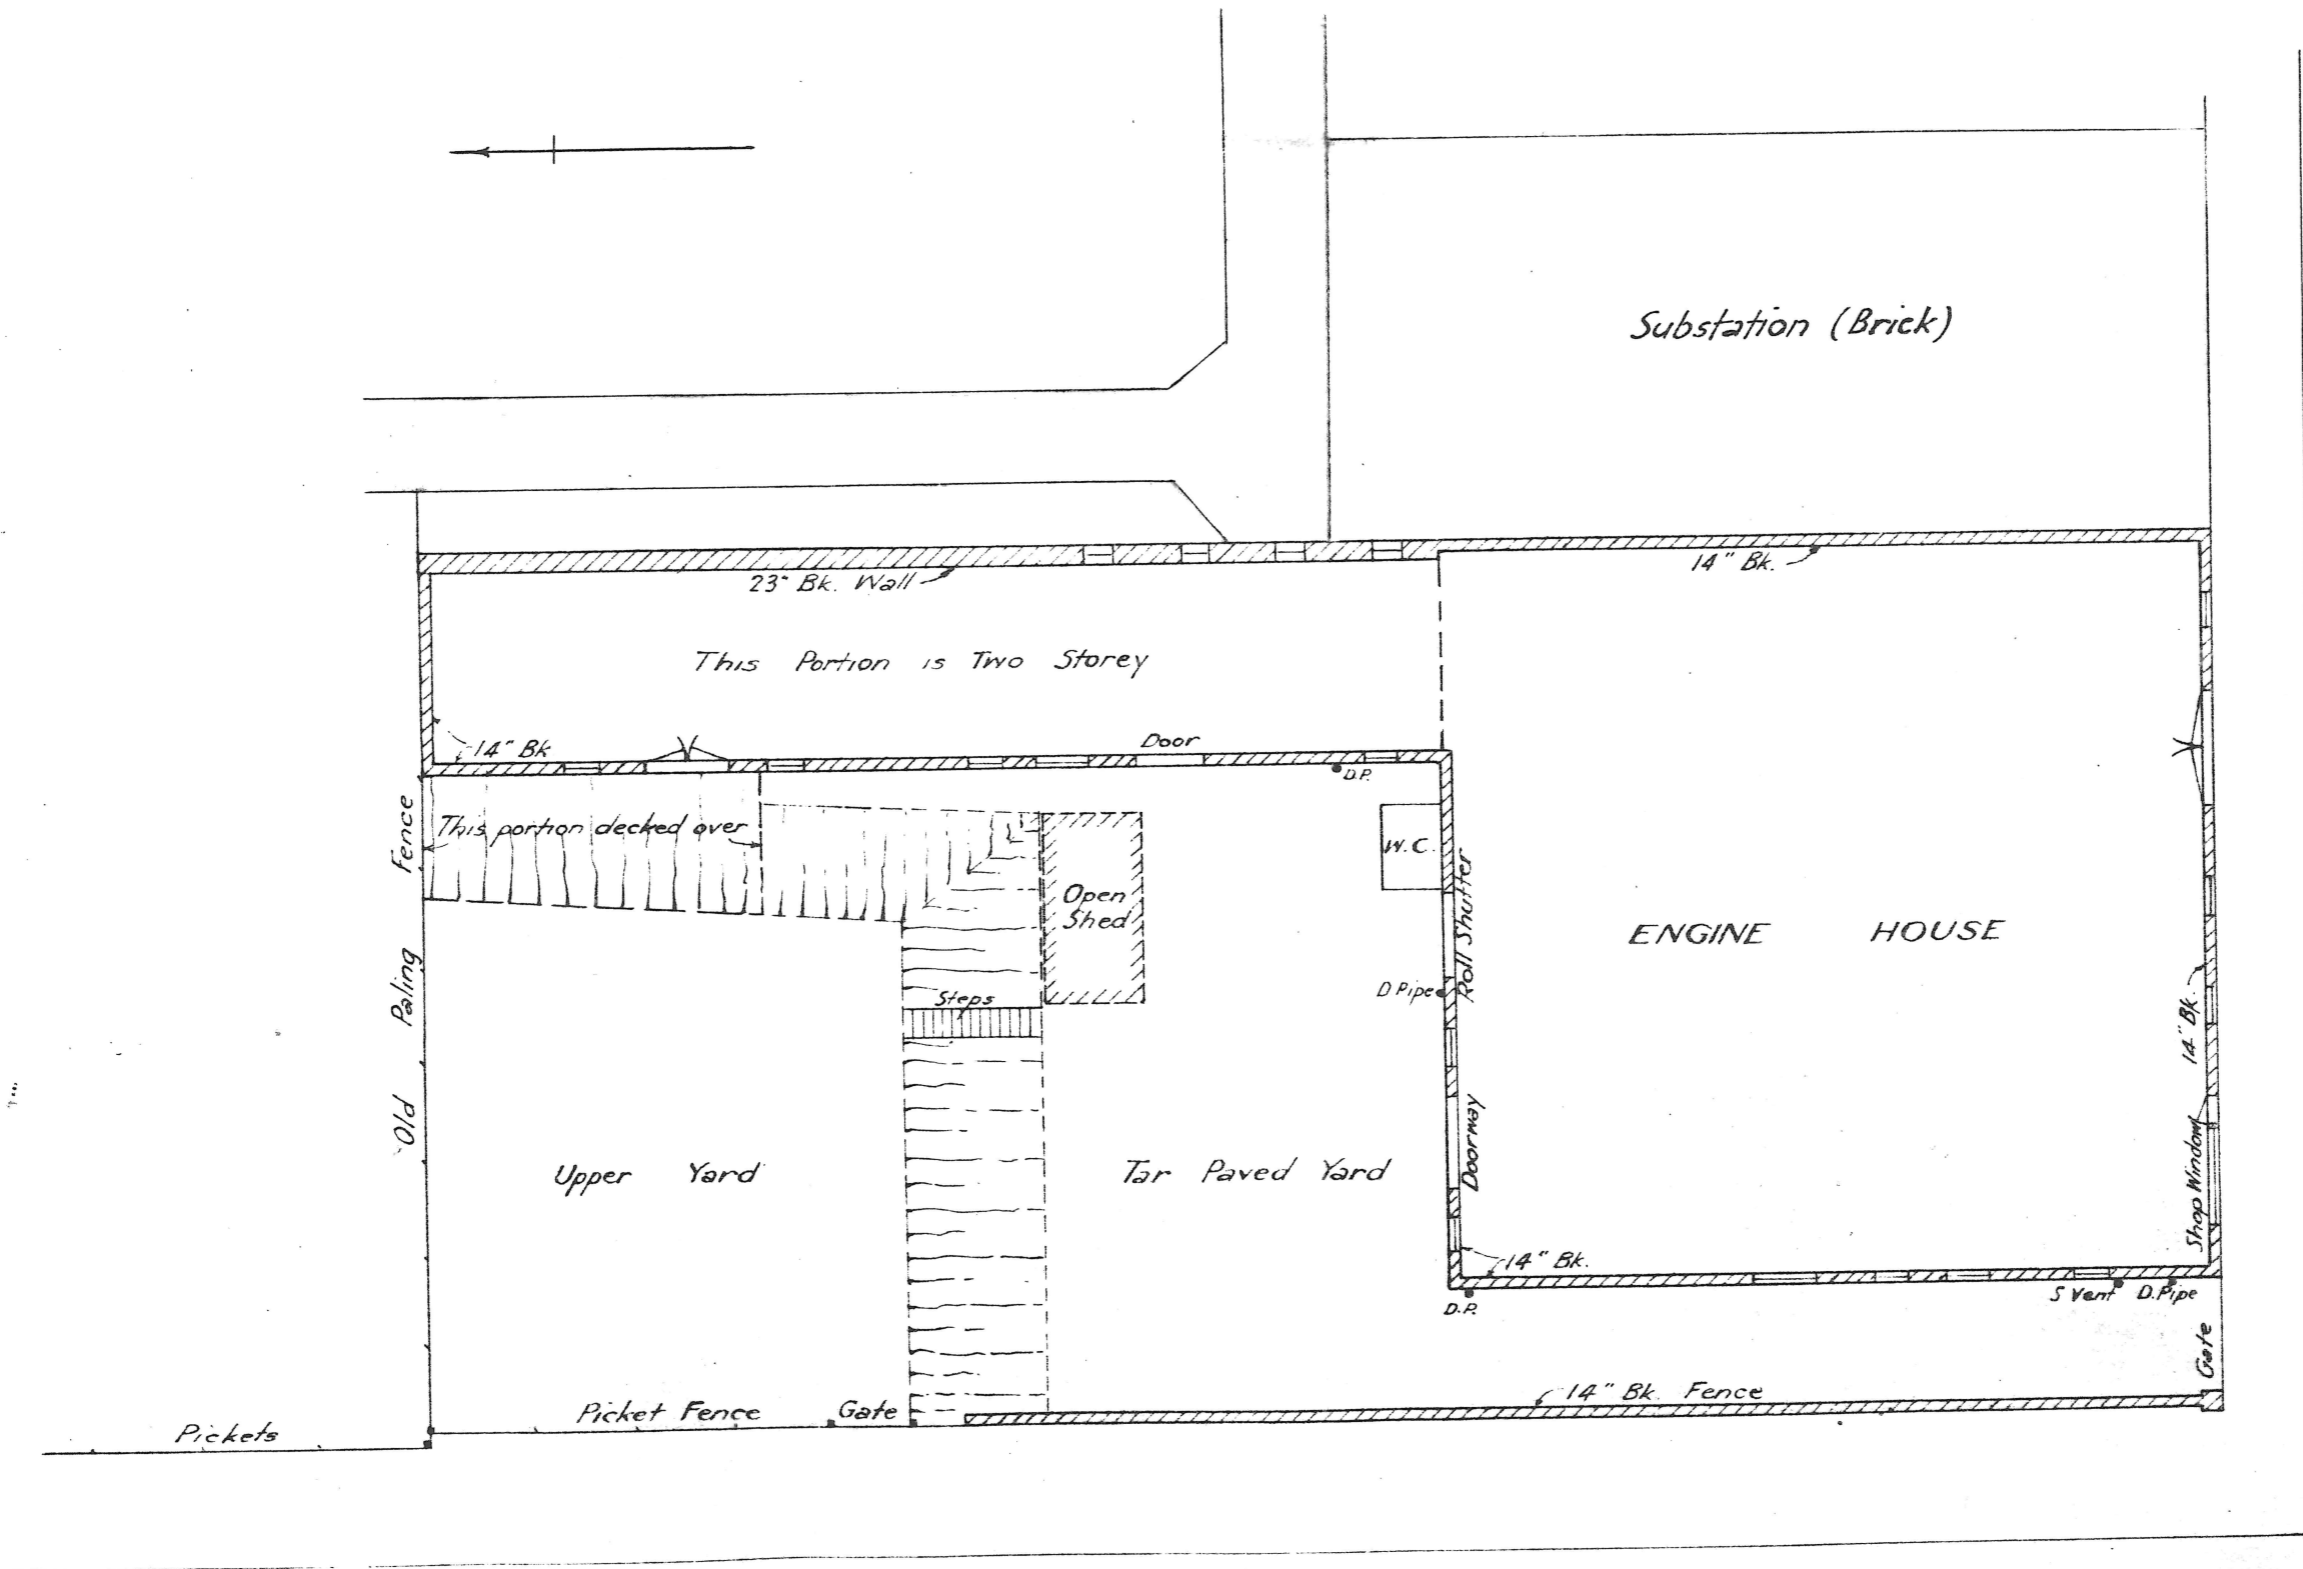 Substation (Brick)
14" Bk.
23" Bk. Wall
This Portion is Two Storey
14" Bk
Door
D.P.
This portion decked over
W.C.
Open
Shed
Roll Shutter
ENGINE HOUSE
Old Paling Fence
D Pipe
Steps
14" Bk.
Doorway
Shop Window
Upper Yard
Tar Paved Yard
14" Bk.
D.P.
S Vent
D.Pipe
Gate
14" Bk. Fence
Picket Fence
Gate
Pickets